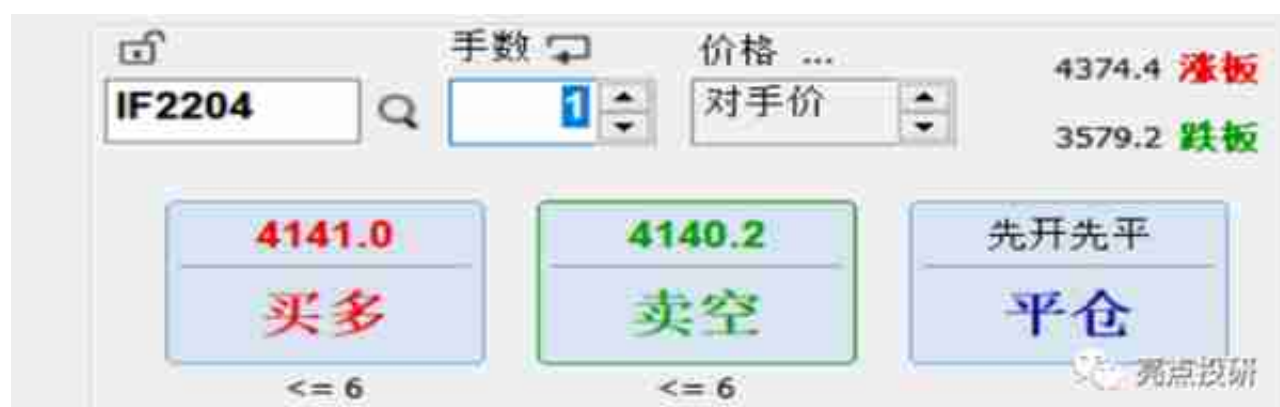 手数 价格 ...
4374.4 涨板
IF2204 1 对手价
3579.2 跌板
4141.0 4140.2 先开先平
买多 卖空 平仓
<= 6 <= 6
亮点投研